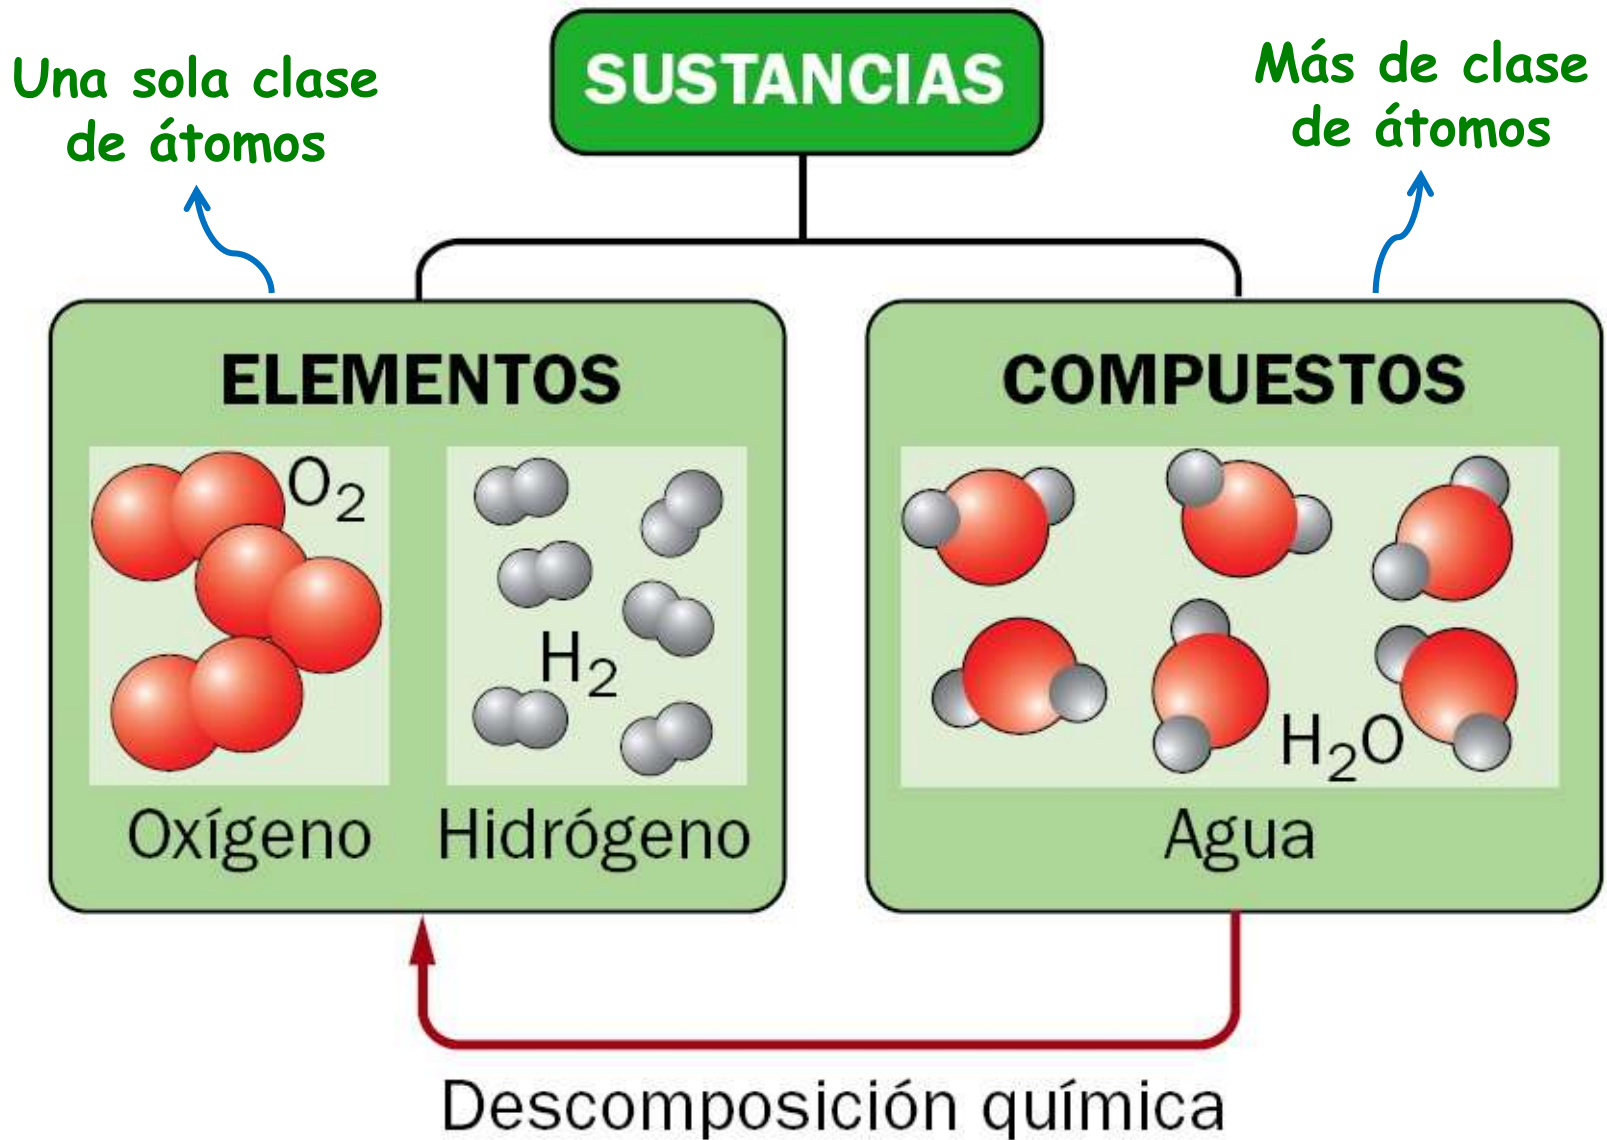 SUSTANCIAS
Una sola clase
de átomos
Más de clase
de átomos
ELEMENTOS
O₂
H₂
Oxígeno
Hidrógeno
COMPUESTOS
H₂O
Agua
Descomposición química